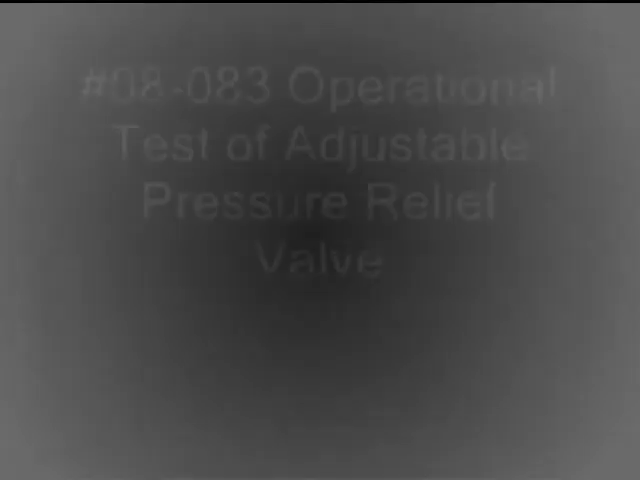 #08-083 Operational
Test of Adjustable
Pressure Relief
Valve